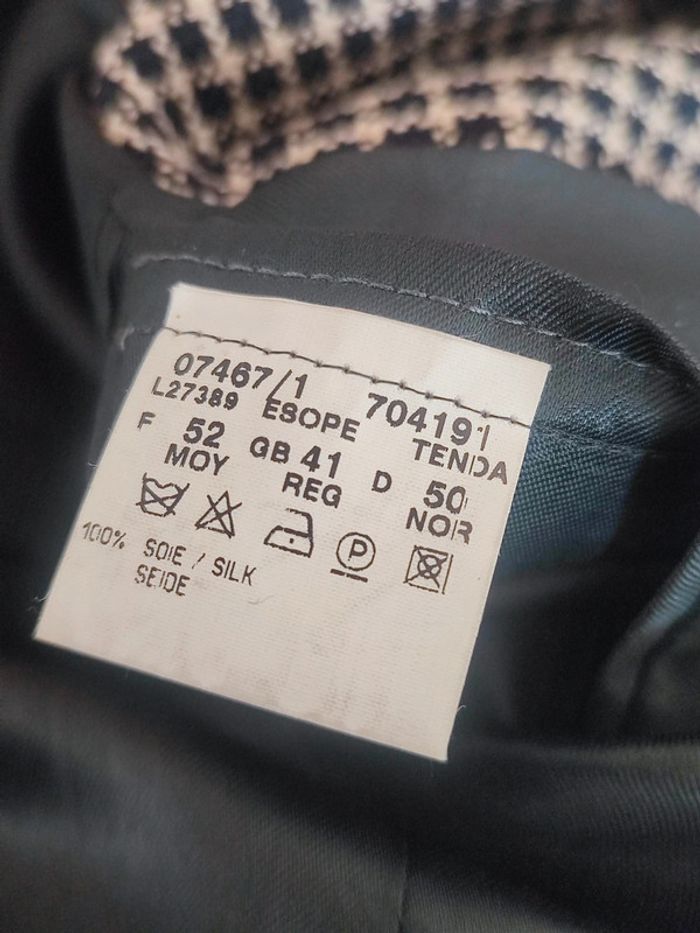 07467/1 704191
L27389 ESOPE TENDA
F 52 GB 41 D 50
MOY REG NOR
P
100% SOIE / SILK
SEIDE